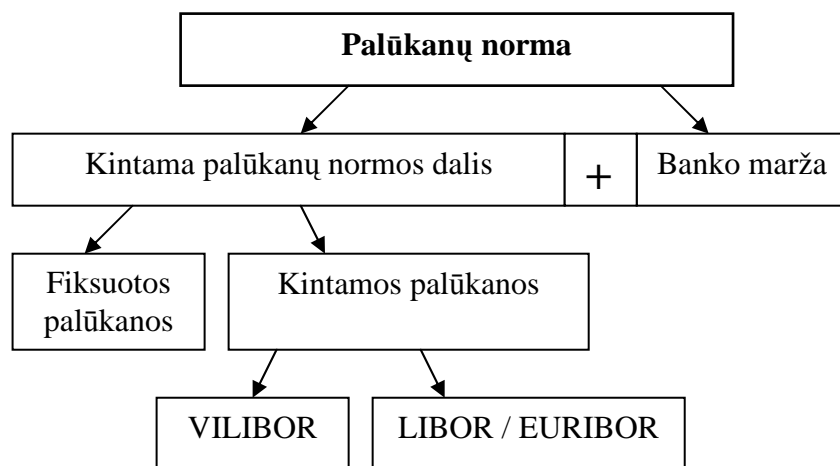 Palūkanų norma
Kintama palūkanų normos dalis + Banko marža
Fiksuotos
palūkanos
Kintamos palūkanos
VILIBOR
LIBOR / EURIBOR